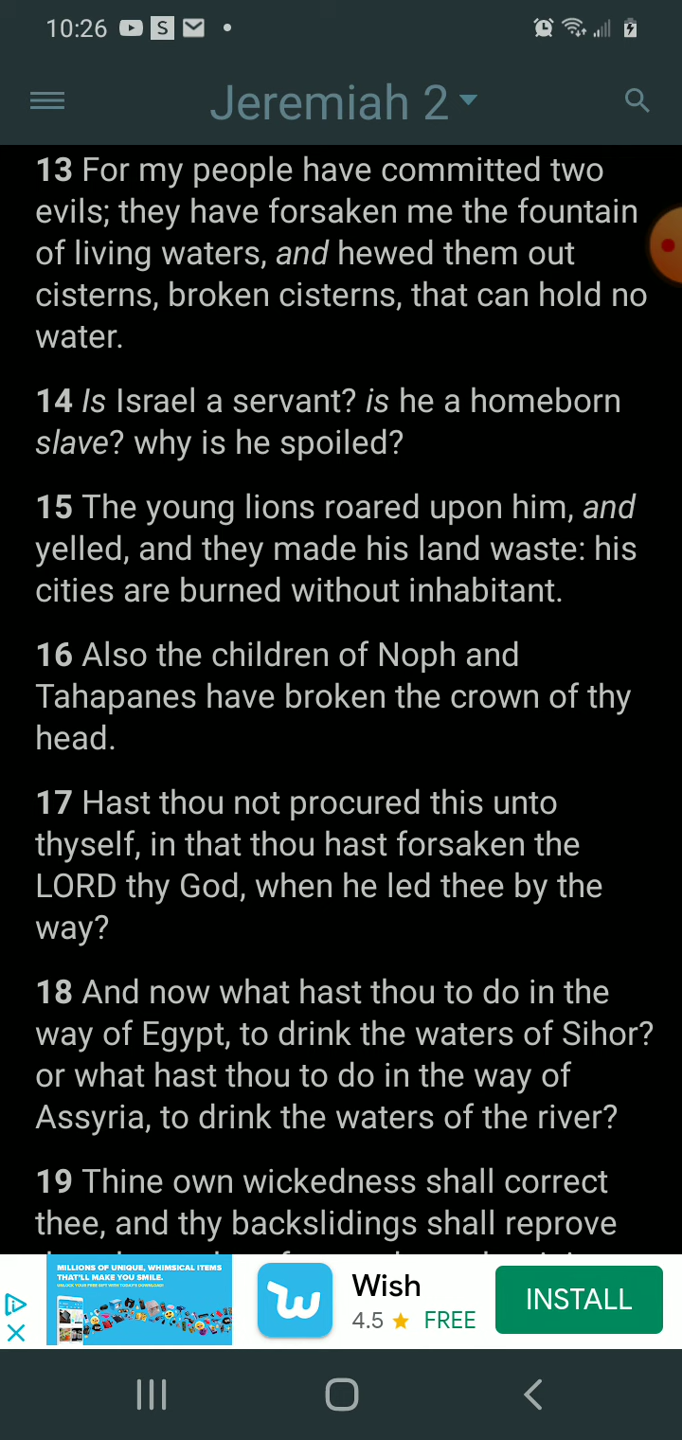 10:26
Jeremiah 2
13 For my people have committed two
evils; they have forsaken me the fountain
of living waters, and hewed them out
cisterns, broken cisterns, that can hold no
water.
14 Is Israel a servant? is he a homeborn
slave? why is he spoiled?
15 The young lions roared upon him, and
yelled, and they made his land waste: his
cities are burned without inhabitant.
16 Also the children of Noph and
Tahapanes have broken the crown of thy
head.
17 Hast thou not procured this unto
thyself, in that thou hast forsaken the
LORD thy God, when he led thee by the
way?
18 And now what hast thou to do in the
way of Egypt, to drink the waters of Sihor?
or what hast thou to do in the way of
Assyria, to drink the waters of the river?
19 Thine own wickedness shall correct
thee, and thy backslidings shall reprove
MILLIONS OF UNIQUE, WHIMSICAL ITEMS
THAT'LL MAKE YOU SMILE.
Wish
4.5 ★ FREE
INSTALL